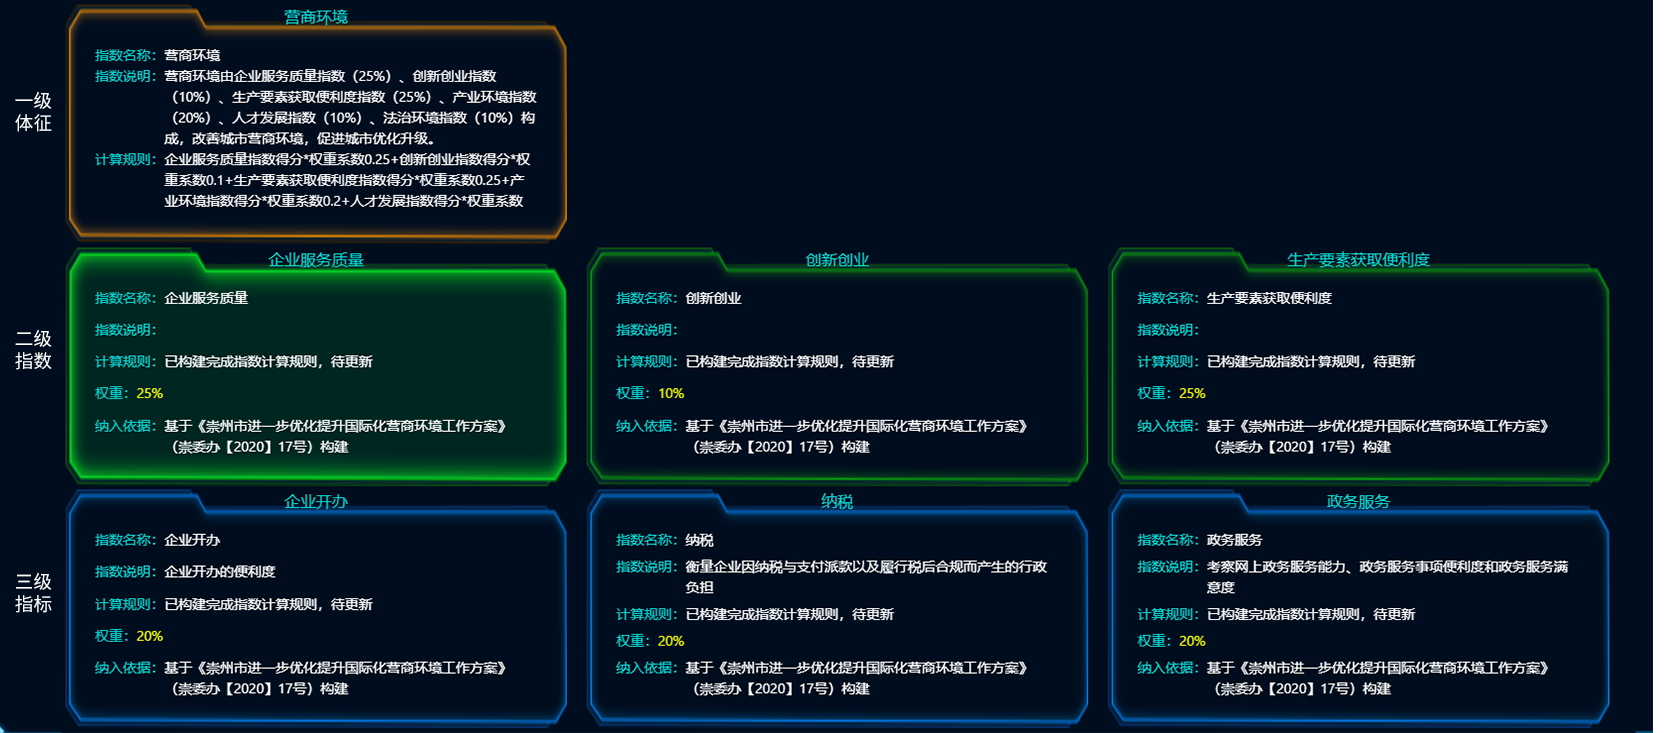 营商环境
指数名称：营商环境
指数说明：营商环境由企业服务质量指数（25%）、创新创业指数
（10%）、生产要素获取便利度指数（25%）、产业环境指数
（20%）、人才发展指数（10%）、法治环境指数（10%）构
成，改善城市营商环境，促进城市优化升级。
计算规则：企业服务质量指数得分*权重系数0.25+创新创业指数得分*权
重系数0.1+生产要素获取便利度指数得分*权重系数0.25+产
业环境指数得分*权重系数0.2+人才发展指数得分*权重系数
一级
体征
企业服务质量
指数名称：企业服务质量
指数说明：
计算规则：已构建完成指数计算规则，待更新
权重：25%
纳入依据：基于《崇州市进一步优化提升国际化营商环境工作方案》
（崇委办【2020】17号）构建
创新创业
指数名称：创新创业
指数说明：
计算规则：已构建完成指数计算规则，待更新
权重：10%
纳入依据：基于《崇州市进一步优化提升国际化营商环境工作方案》
（崇委办【2020】17号）构建
生产要素获取便利度
指数名称：生产要素获取便利度
指数说明：
计算规则：已构建完成指数计算规则，待更新
权重：25%
纳入依据：基于《崇州市进一步优化提升国际化营商环境工作方案》
（崇委办【2020】17号）构建
二级
指数
企业开办
指数名称：企业开办
指数说明：企业开办的便利度
计算规则：已构建完成指数计算规则，待更新
权重：20%
纳入依据：基于《崇州市进一步优化提升国际化营商环境工作方案》
（崇委办【2020】17号）构建
纳税
指数名称：纳税
指数说明：衡量企业因纳税与支付派款以及履行税后合规而产生的行政
负担
计算规则：已构建完成指数计算规则，待更新
权重：20%
纳入依据：基于《崇州市进一步优化提升国际化营商环境工作方案》
（崇委办【2020】17号）构建
政务服务
指数名称：政务服务
指数说明：考察网上政务服务能力、政务服务事项便利度和政务服务满
意度
计算规则：已构建完成指数计算规则，待更新
权重：20%
纳入依据：基于《崇州市进一步优化提升国际化营商环境工作方案》
（崇委办【2020】17号）构建
三级
指标